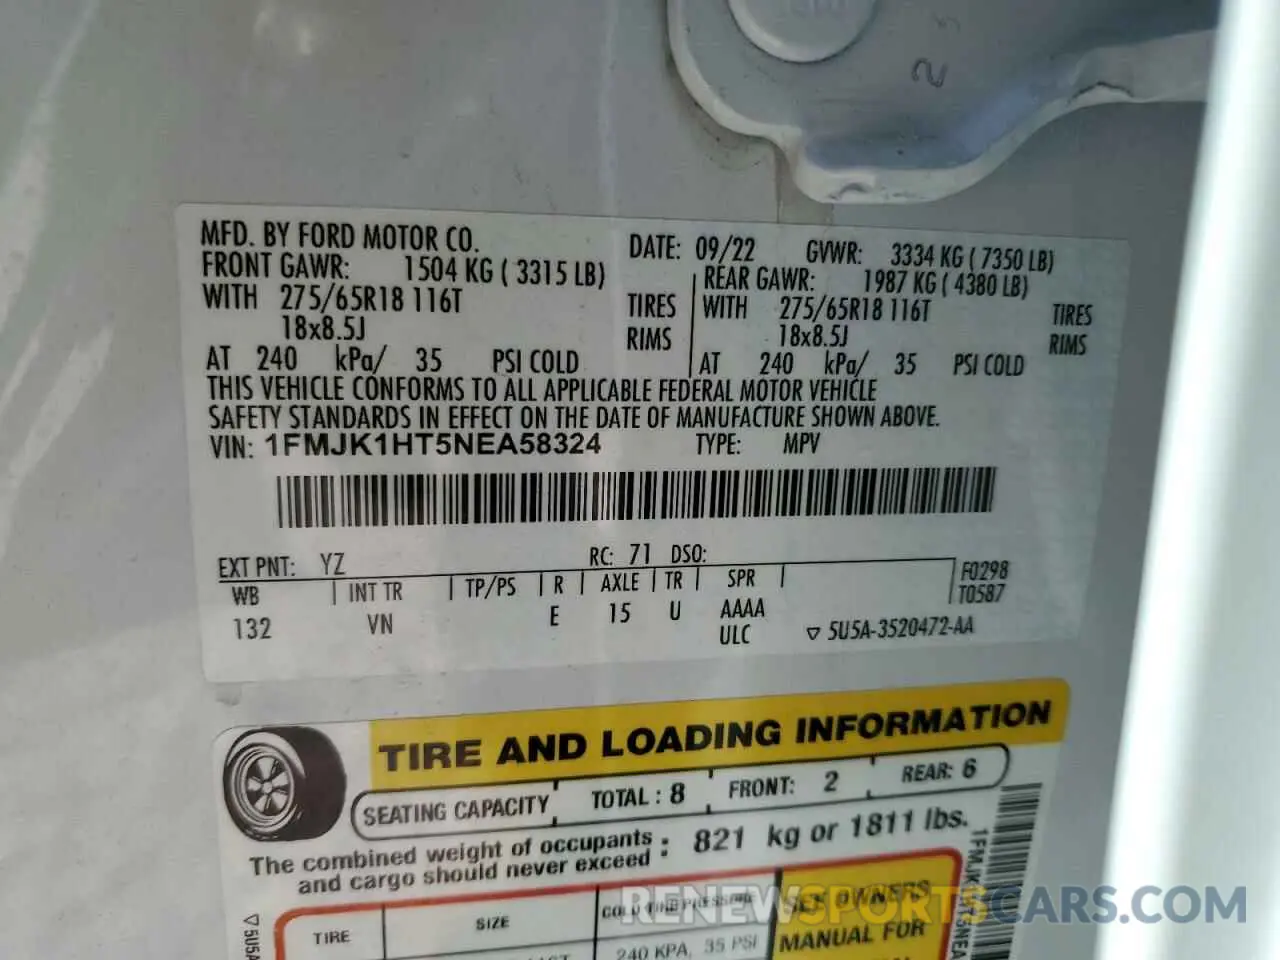 MFD. BY FORD MOTOR CO.
DATE: 09/22
GVWR: 3334 KG ( 7350 LB)
FRONT GAWR: 1504 KG ( 3315 LB)
REAR GAWR: 1987 KG ( 4380 LB)
WITH 275/65R18 116T TIRES
WITH 275/65R18 116T TIRES
18x8.5J RIMS
18x8.5J RIMS
AT 240 kPa/ 35 PSI COLD
AT 240 kPa/ 35 PSI COLD
THIS VEHICLE CONFORMS TO ALL APPLICABLE FEDERAL MOTOR VEHICLE
SAFETY STANDARDS IN EFFECT ON THE DATE OF MANUFACTURE SHOWN ABOVE.
VIN: 1FMJK1HT5NEA58324 TYPE: MPV
EXT PNT: YZ RC: 71 DSO:
WB INT TR TP/PS R AXLE TR SPR F0298
T0587
132 VN E 15 U AAAA
ULC 5U5A-3520472-AA
TIRE AND LOADING INFORMATION
SEATING CAPACITY TOTAL : 8 FRONT: 2 REAR: 6
The combined weight of occupants
and cargo should never exceed : 821 kg or 1811 lbs.
TIRE SIZE COLD TIRE PRESSURE
SEE OWNERS
MANUAL FOR
240 KPA, 35 PSI
RENEWSPORTSCARS.COM